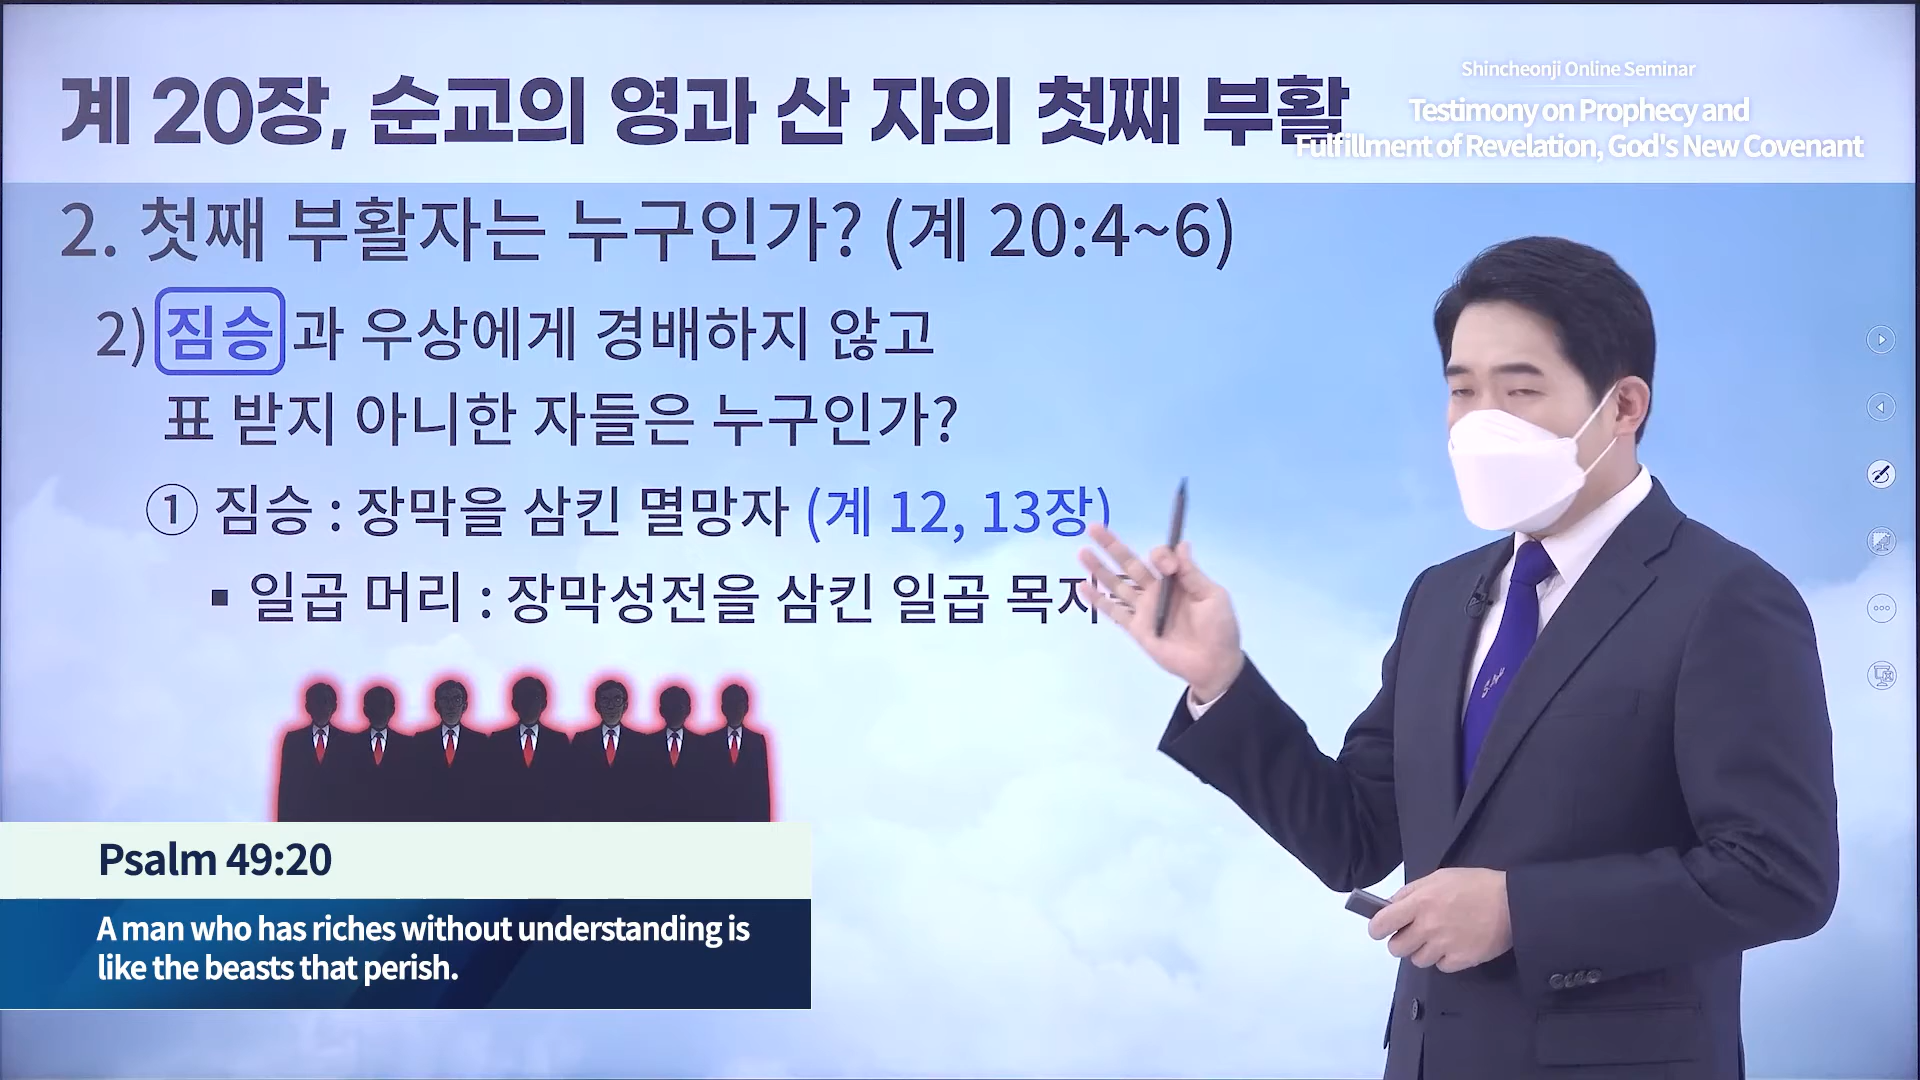 계 20장, 순교의 영과 산 자의 첫째 부활
Shincheonji Online Seminar
Testimony on Prophecy and
Fulfillment of Revelation, God's New Covenant
2. 첫째 부활자는 누구인가? (계 20:4~6)
2) 짐승과 우상에게 경배하지 않고
표 받지 아니한 자들은 누구인가?
① 짐승 : 장막을 삼킨 멸망자 (계 12, 13장)
▪ 일곱 머리 : 장막성전을 삼킨 일곱
Psalm 49:20
A man who has riches without understanding is
like the beasts that perish.